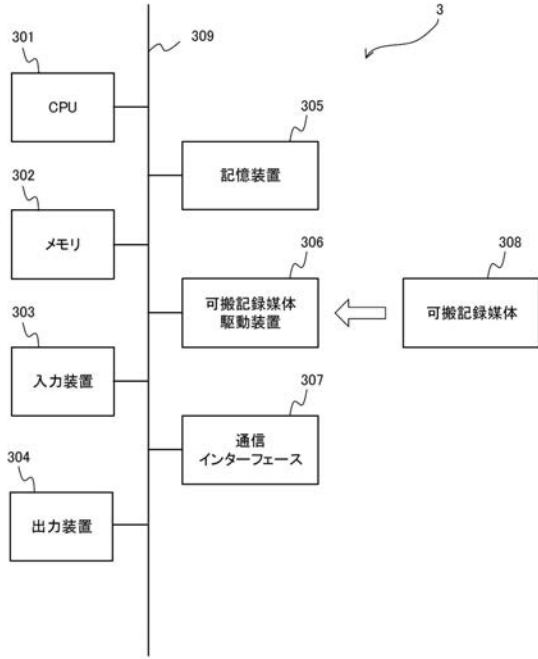 3
301
309
CPU
305
記憶装置
302
メモリ
306
可搬記録媒体
駆動装置
308
可搬記録媒体
303
入力装置
307
通信
インターフェース
304
出力装置